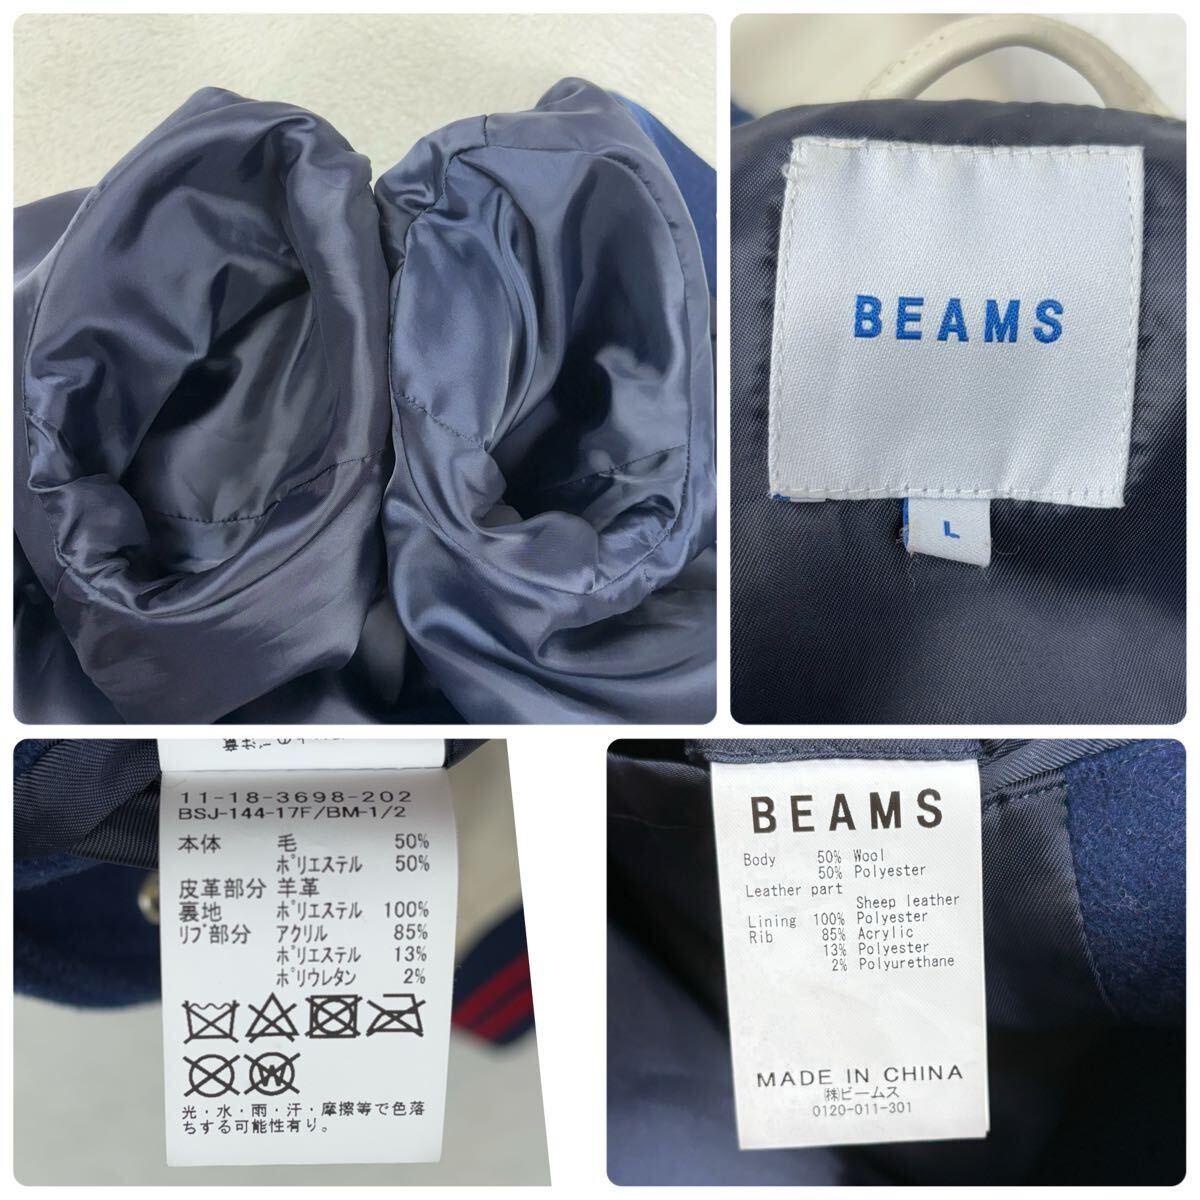 BEAMS
L
11-18-3698-202
BSJ-144-17F/BM-1/2
本体 毛 50%
ﾎﾟﾘｴｽﾃﾙ 50%
皮革部分 羊革
裏地 ﾎﾟﾘｴｽﾃﾙ 100%
ﾘﾌﾞ部分 ｱｸﾘﾙ 85%
ﾎﾟﾘｴｽﾃﾙ 13%
ﾎﾟﾘｳﾚﾀﾝ 2%
W
光・水・雨・汗・摩擦等で色落
ちする可能性有り。
BEAMS
Body 50% Wool
50% Polyester
Leather part
Sheep leather
Lining 100% Polyester
Rib 85% Acrylic
13% Polyester
2% Polyurethane
MADE IN CHINA
㈱ビームス
0120-011-301